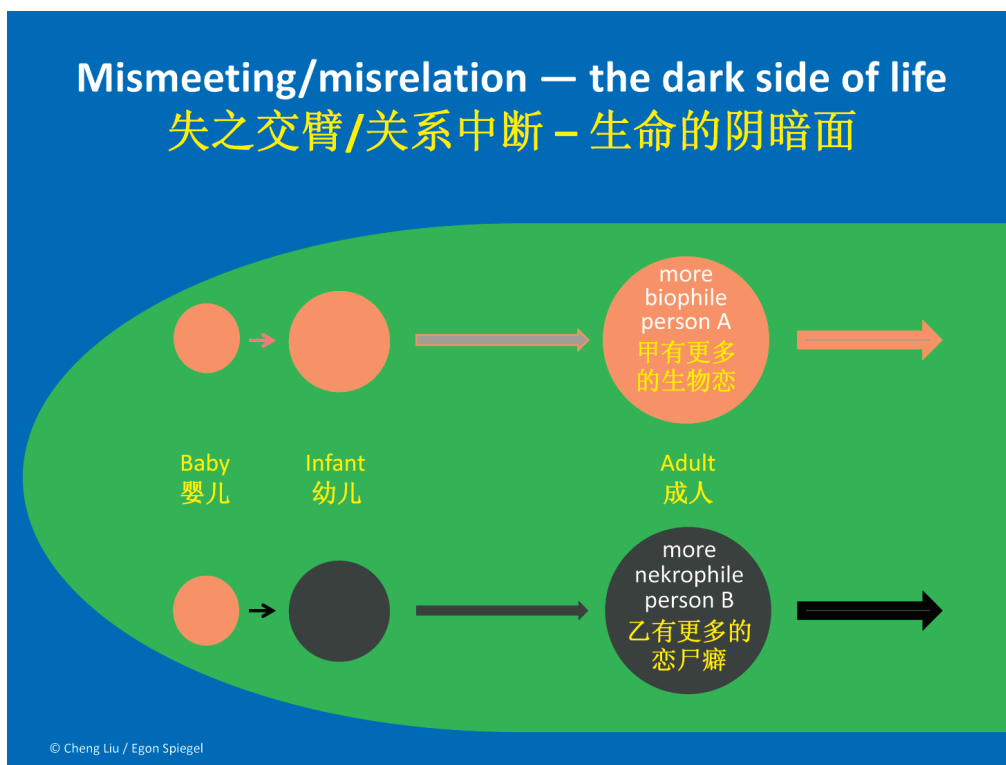 Mismeeting/misrelation — the dark side of life
失之交臂/关系中断 – 生命的阴暗面
more
biophile
person A
甲有更多
的生物恋
Baby
婴儿
Infant
幼儿
Adult
成人
more
nekrophile
person B
乙有更多的
恋尸癖
© Cheng Liu / Egon Spiegel